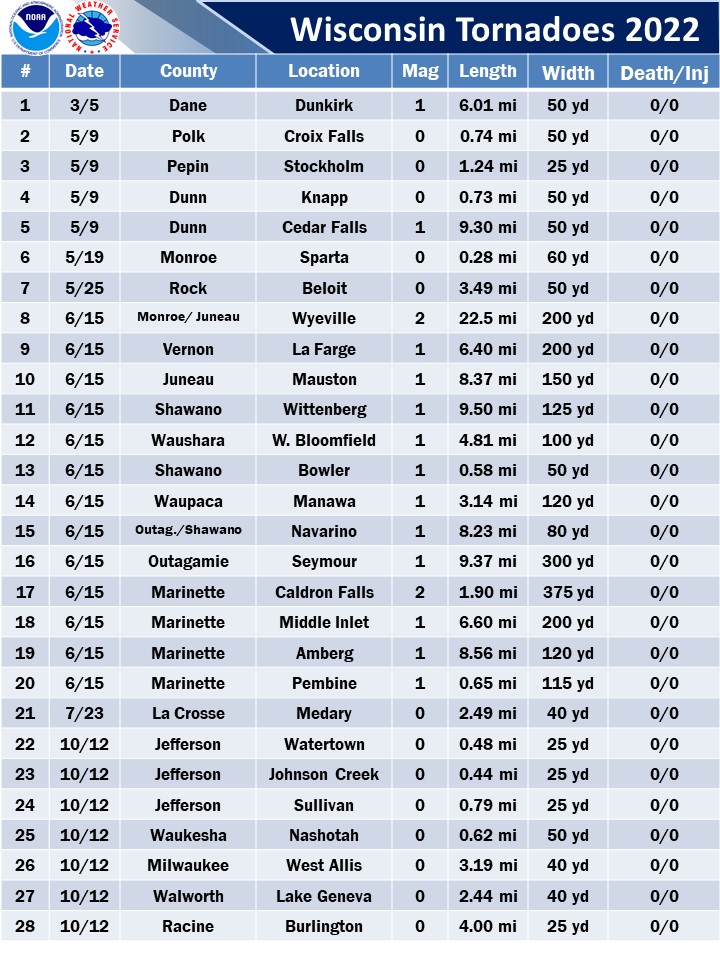 NOAA
NATIONAL WEATHER SERVICE
Wisconsin Tornadoes 2022
# Date County Location Mag Length Width Death/Inj
1 3/5 Dane Dunkirk 1 6.01 mi 50 yd 0/0
2 5/9 Polk Croix Falls 0 0.74 mi 50 yd 0/0
3 5/9 Pepin Stockholm 0 1.24 mi 25 yd 0/0
4 5/9 Dunn Knapp 0 0.73 mi 50 yd 0/0
5 5/9 Dunn Cedar Falls 1 9.30 mi 50 yd 0/0
6 5/19 Monroe Sparta 0 0.28 mi 60 yd 0/0
7 5/25 Rock Beloit 0 3.49 mi 50 yd 0/0
8 6/15 Monroe/ Juneau Wyeville 2 22.5 mi 200 yd 0/0
9 6/15 Vernon La Farge 1 6.40 mi 200 yd 0/0
10 6/15 Juneau Mauston 1 8.37 mi 150 yd 0/0
11 6/15 Shawano Wittenberg 1 9.50 mi 125 yd 0/0
12 6/15 Waushara W. Bloomfield 1 4.81 mi 100 yd 0/0
13 6/15 Shawano Bowler 1 0.58 mi 50 yd 0/0
14 6/15 Waupaca Manawa 1 3.14 mi 120 yd 0/0
15 6/15 Outag./Shawano Navarino 1 8.23 mi 80 yd 0/0
16 6/15 Outagamie Seymour 1 9.37 mi 300 yd 0/0
17 6/15 Marinette Caldron Falls 2 1.90 mi 375 yd 0/0
18 6/15 Marinette Middle Inlet 1 6.60 mi 200 yd 0/0
19 6/15 Marinette Amberg 1 8.56 mi 120 yd 0/0
20 6/15 Marinette Pembine 1 0.65 mi 115 yd 0/0
21 7/23 La Crosse Medary 0 2.49 mi 40 yd 0/0
22 10/12 Jefferson Watertown 0 0.48 mi 25 yd 0/0
23 10/12 Jefferson Johnson Creek 0 0.44 mi 25 yd 0/0
24 10/12 Jefferson Sullivan 0 0.79 mi 25 yd 0/0
25 10/12 Waukesha Nashotah 0 0.62 mi 50 yd 0/0
26 10/12 Milwaukee West Allis 0 3.19 mi 40 yd 0/0
27 10/12 Walworth Lake Geneva 0 2.44 mi 40 yd 0/0
28 10/12 Racine Burlington 0 4.00 mi 25 yd 0/0